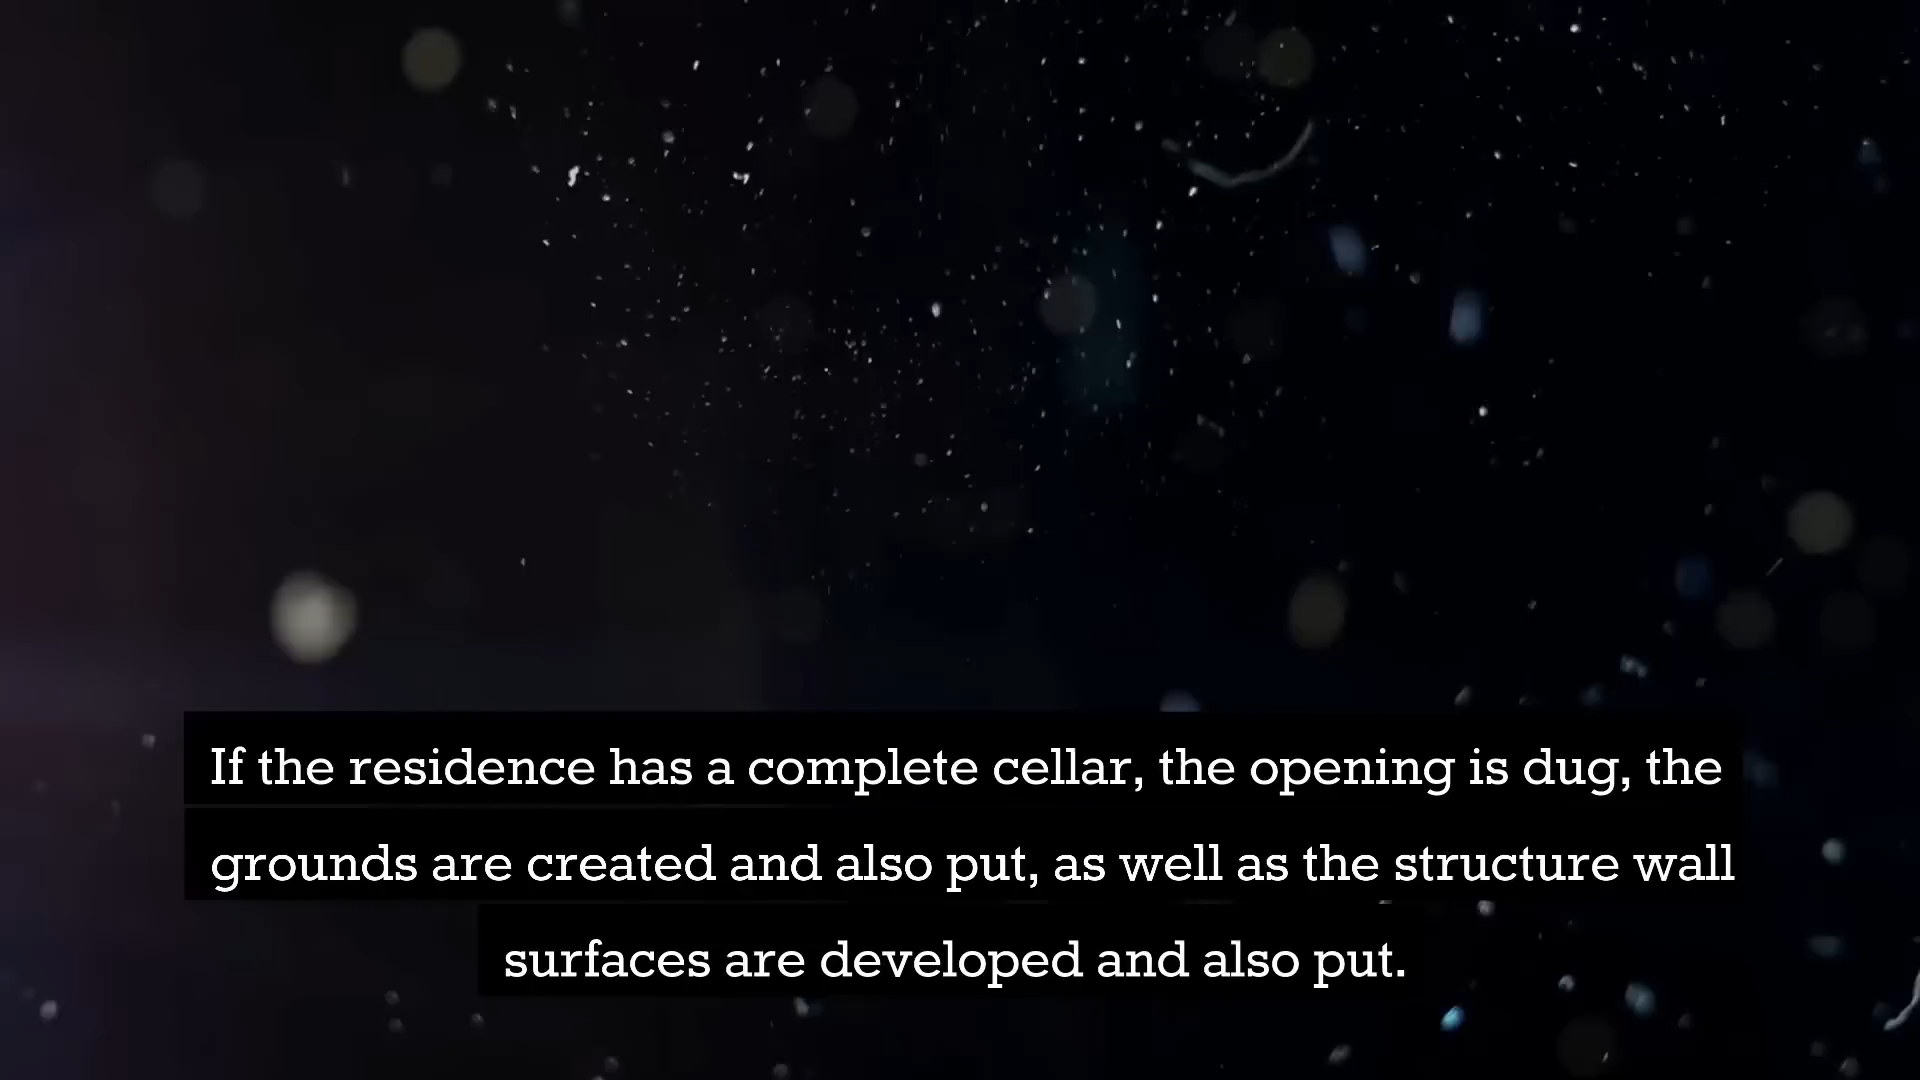 If the residence has a complete cellar, the opening is dug, the
grounds are created and also put, as well as the structure wall
surfaces are developed and also put.